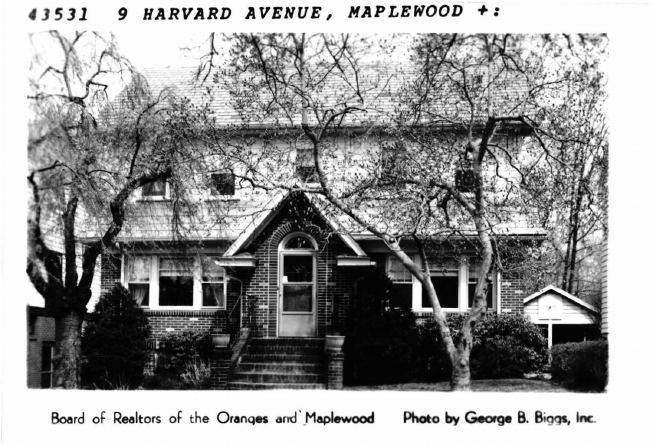 43531 9 HARVARD AVENUE, MAPLEWOOD +:
Board of Realtors of the Oranges and Maplewood Photo by George B. Biggs, Inc.